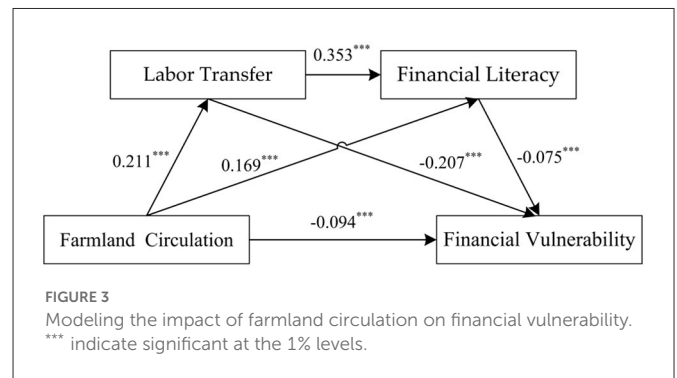 0.353***
Labor Transfer
Financial Literacy
0.211***
0.169***
-0.207***
-0.075***
-0.094***
Farmland Circulation
Financial Vulnerability
FIGURE 3
Modeling the impact of farmland circulation on financial vulnerability.
*** indicate significant at the 1% levels.